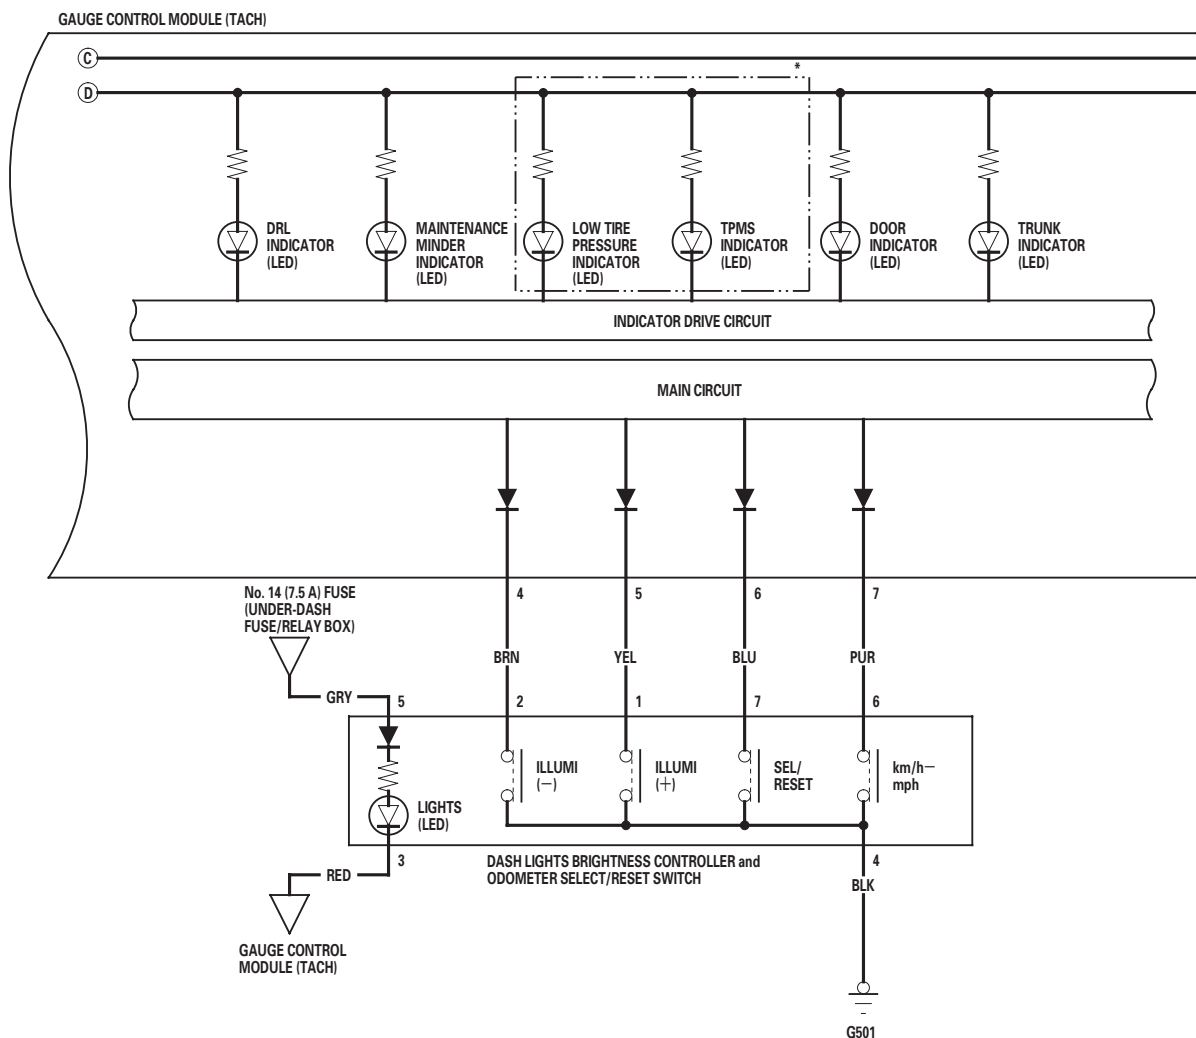 GAUGE CONTROL MODULE (TACH)
C
*
D
DRL
INDICATOR
(LED)
MAINTENANCE
MINDER
INDICATOR
(LED)
LOW TIRE
PRESSURE
INDICATOR
(LED)
TPMS
INDICATOR
(LED)
DOOR
INDICATOR
(LED)
TRUNK
INDICATOR
(LED)
INDICATOR DRIVE CIRCUIT
MAIN CIRCUIT
No. 14 (7.5 A) FUSE
(UNDER-DASH
FUSE/RELAY BOX)
4 5 6 7
BRN YEL BLU PUR
GRY
5 2 1 7 6
ILLUMI
(−)
ILLUMI
(+)
SEL/
RESET
km/h−
mph
LIGHTS
(LED)
3
DASH LIGHTS BRIGHTNESS CONTROLLER and
ODOMETER SELECT/RESET SWITCH
4
RED
BLK
GAUGE CONTROL
MODULE (TACH)
G501